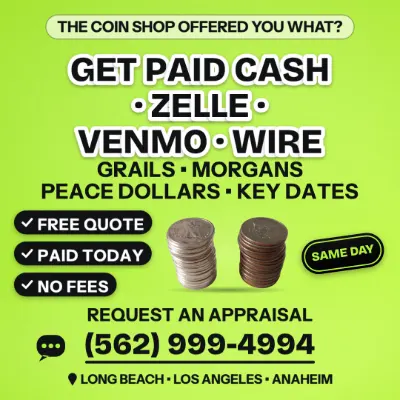 THE COIN SHOP OFFERED YOU WHAT?
GET PAID CASH
• ZELLE •
VENMO • WIRE
GRAILS • MORGANS
PEACE DOLLARS • KEY DATES
✓ FREE QUOTE
✓ PAID TODAY
✓ NO FEES
SAME DAY
REQUEST AN APPRAISAL
(562) 999-4994
LONG BEACH • LOS ANGELES • ANAHEIM